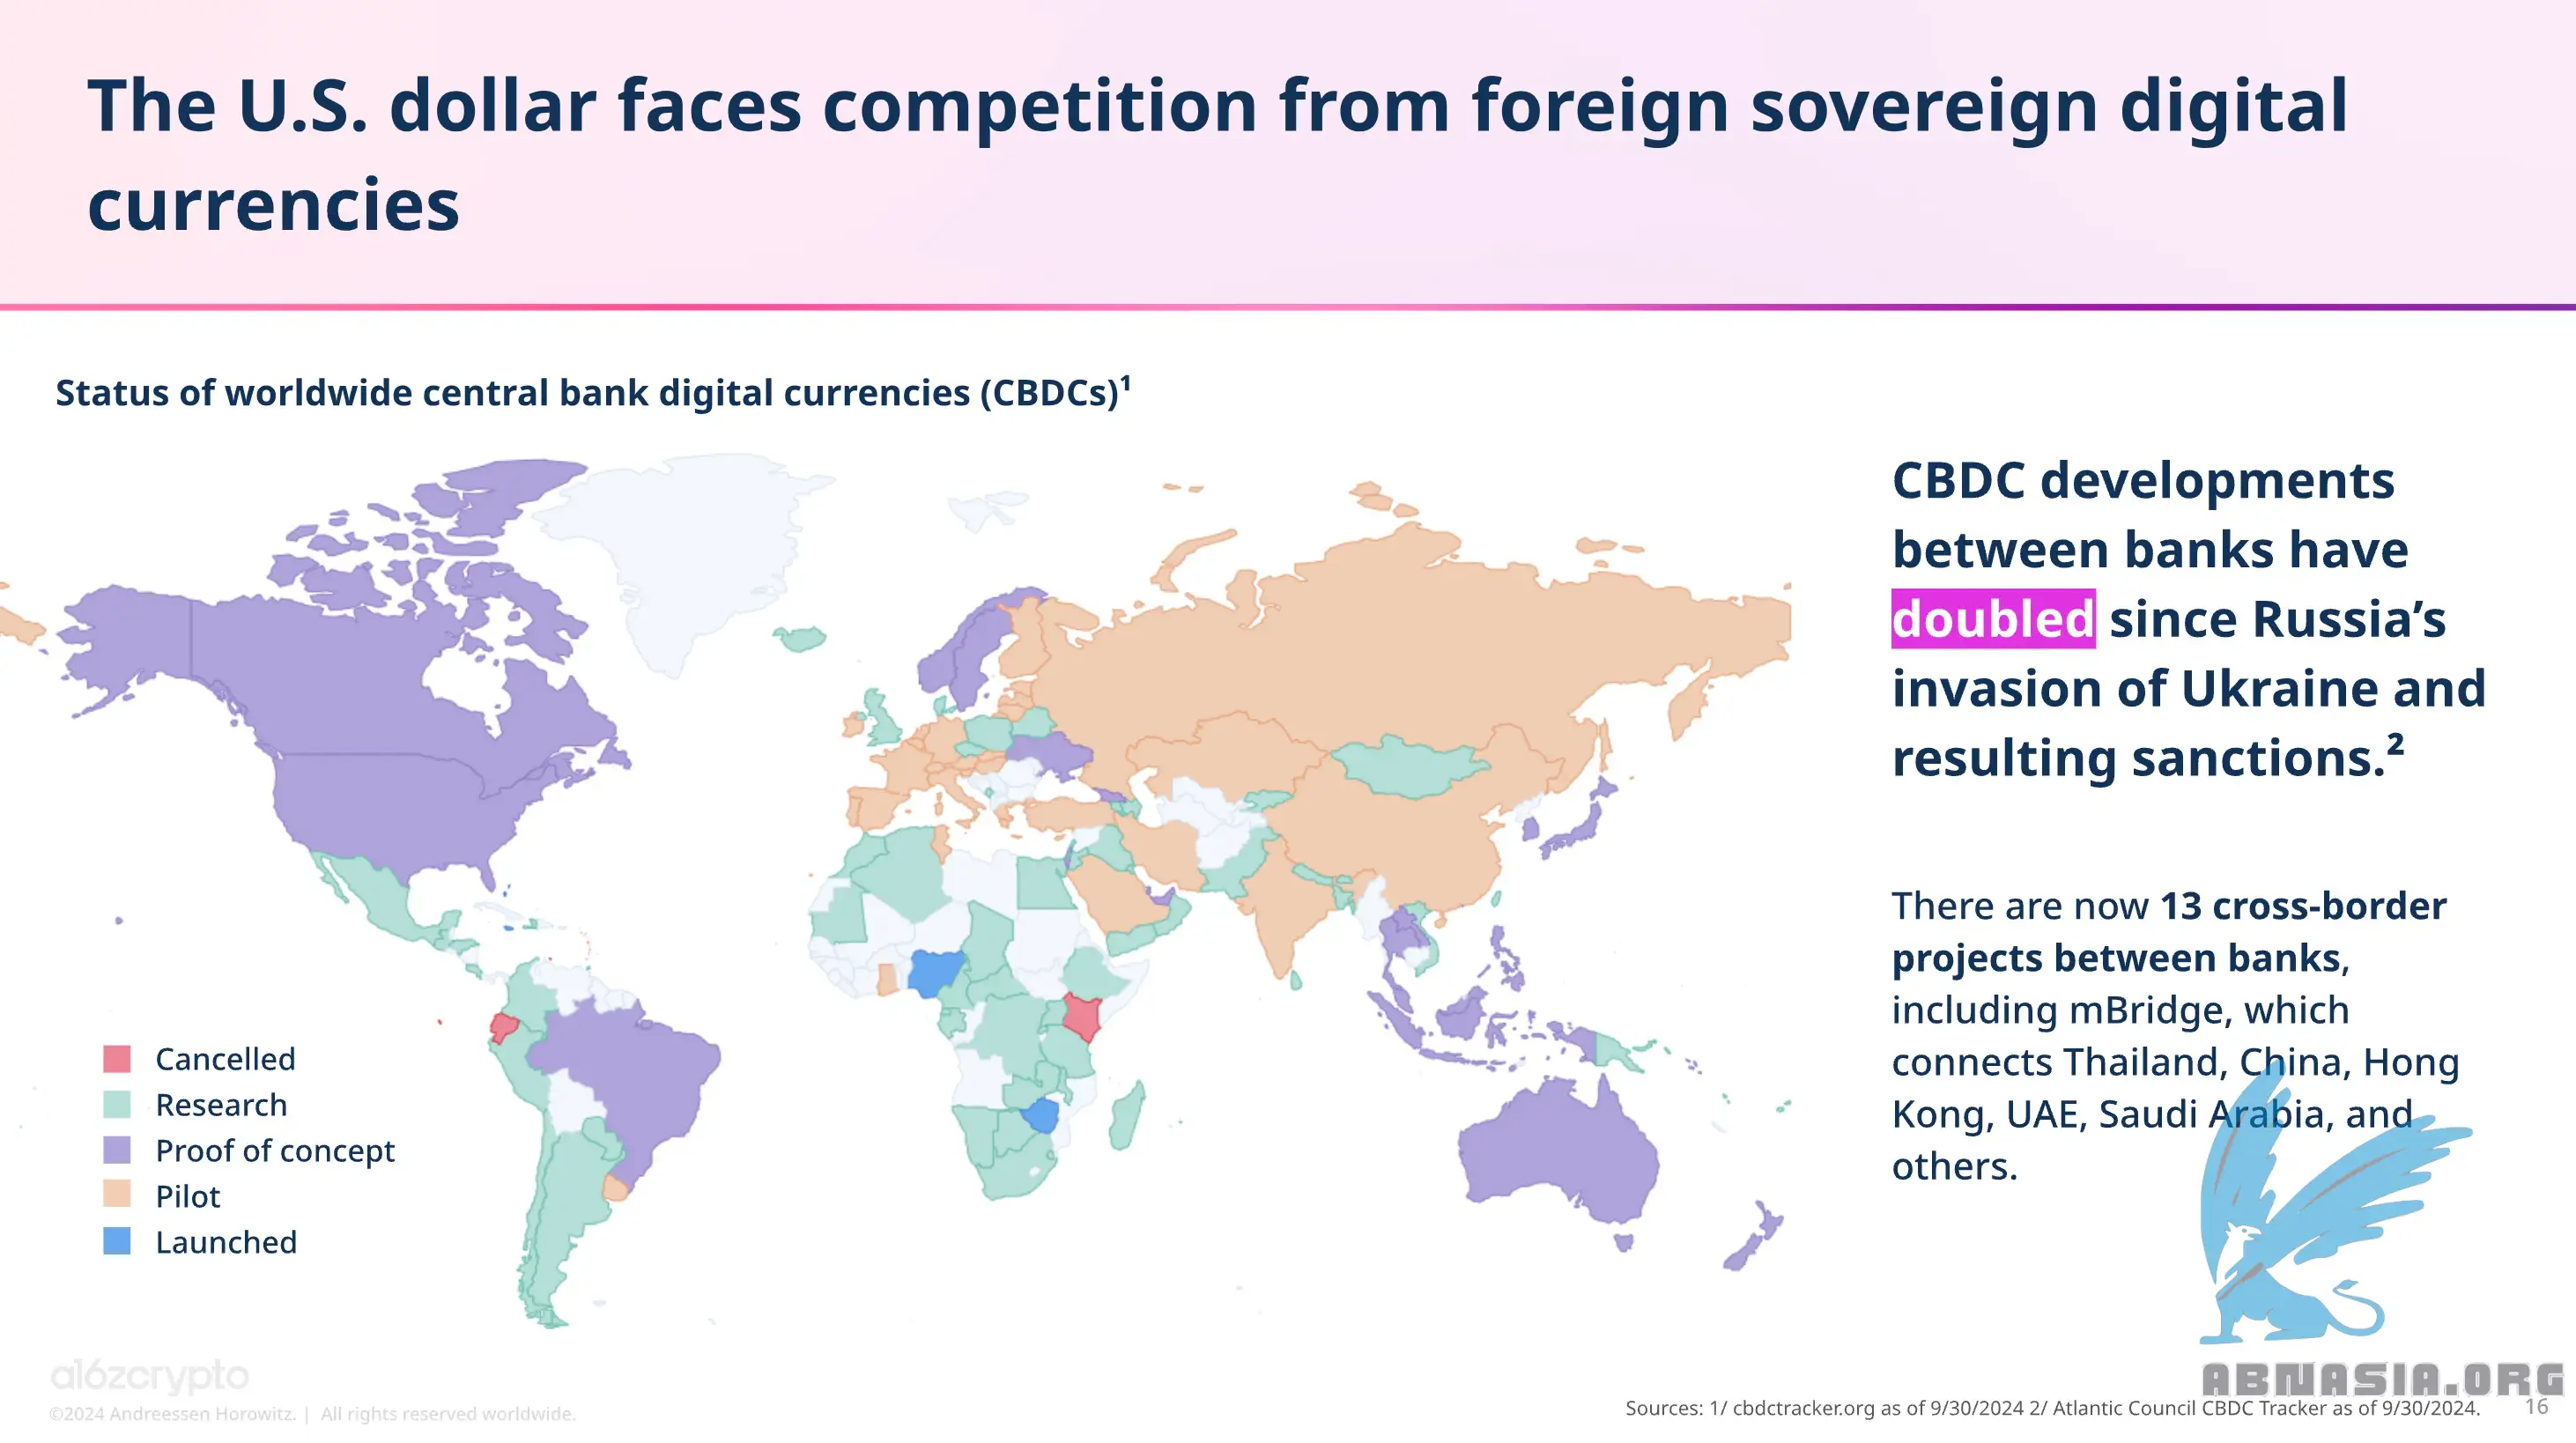 The U.S. dollar faces competition from foreign sovereign digital
currencies
Status of worldwide central bank digital currencies (CBDCs)¹
Cancelled
Research
Proof of concept
Pilot
Launched
CBDC developments
between banks have
doubled since Russia’s
invasion of Ukraine and
resulting sanctions.²
There are now 13 cross-border
projects between banks,
including mBridge, which
connects Thailand, China, Hong
Kong, UAE, Saudi Arabia, and
others.
a16zcrypto
©2024 Andreessen Horowitz. | All rights reserved worldwide.
ABNASIA.ORG
Sources: 1/ cbdctracker.org as of 9/30/2024 2/ Atlantic Council CBDC Tracker as of 9/30/2024.
16